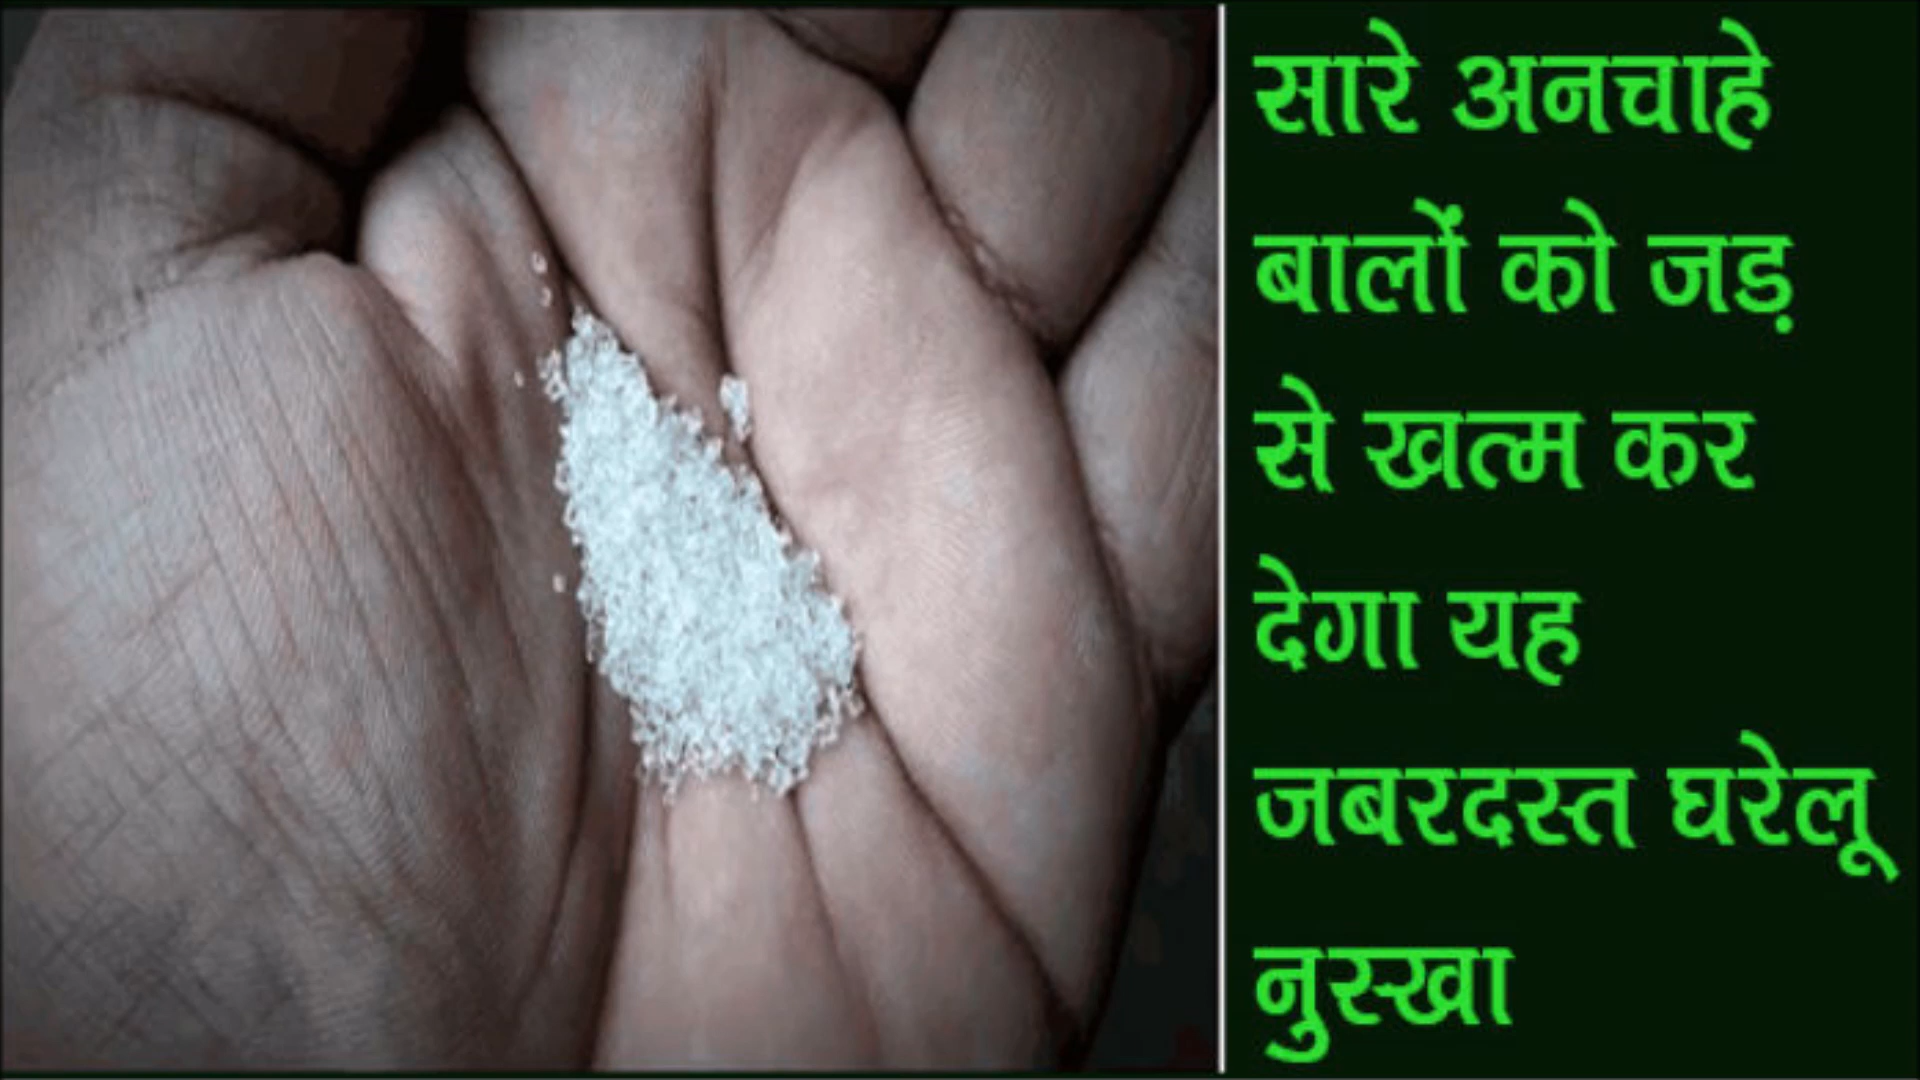 सारे अनचाहे
बालों को जड़
से खत्म कर
देगा यह
जबरदस्त घरेलू
नुस्खा